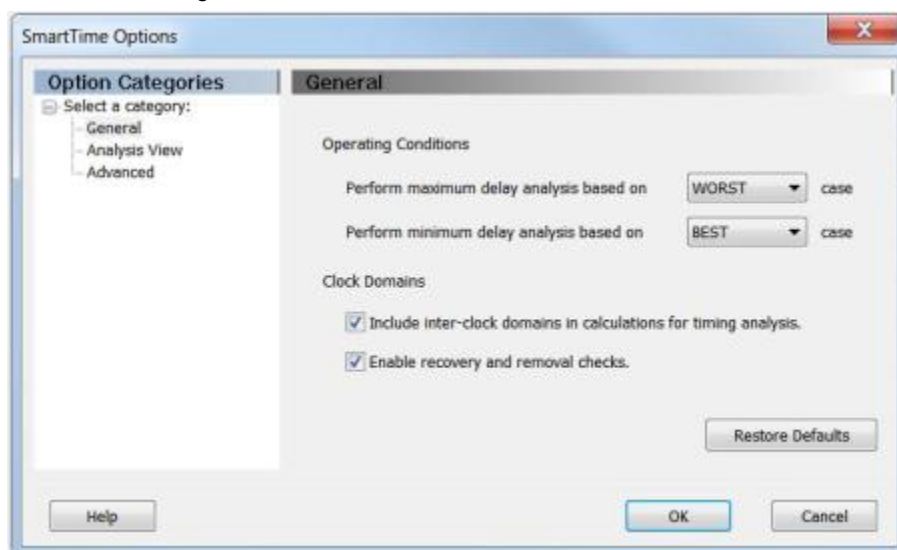 SmartTime Options
Option Categories
Select a category:
General
Analysis View
Advanced
General
Operating Conditions
Perform maximum delay analysis based on WORST case
Perform minimum delay analysis based on BEST case
Clock Domains
Include inter-clock domains in calculations for timing analysis.
Enable recovery and removal checks.
Restore Defaults
Help OK Cancel